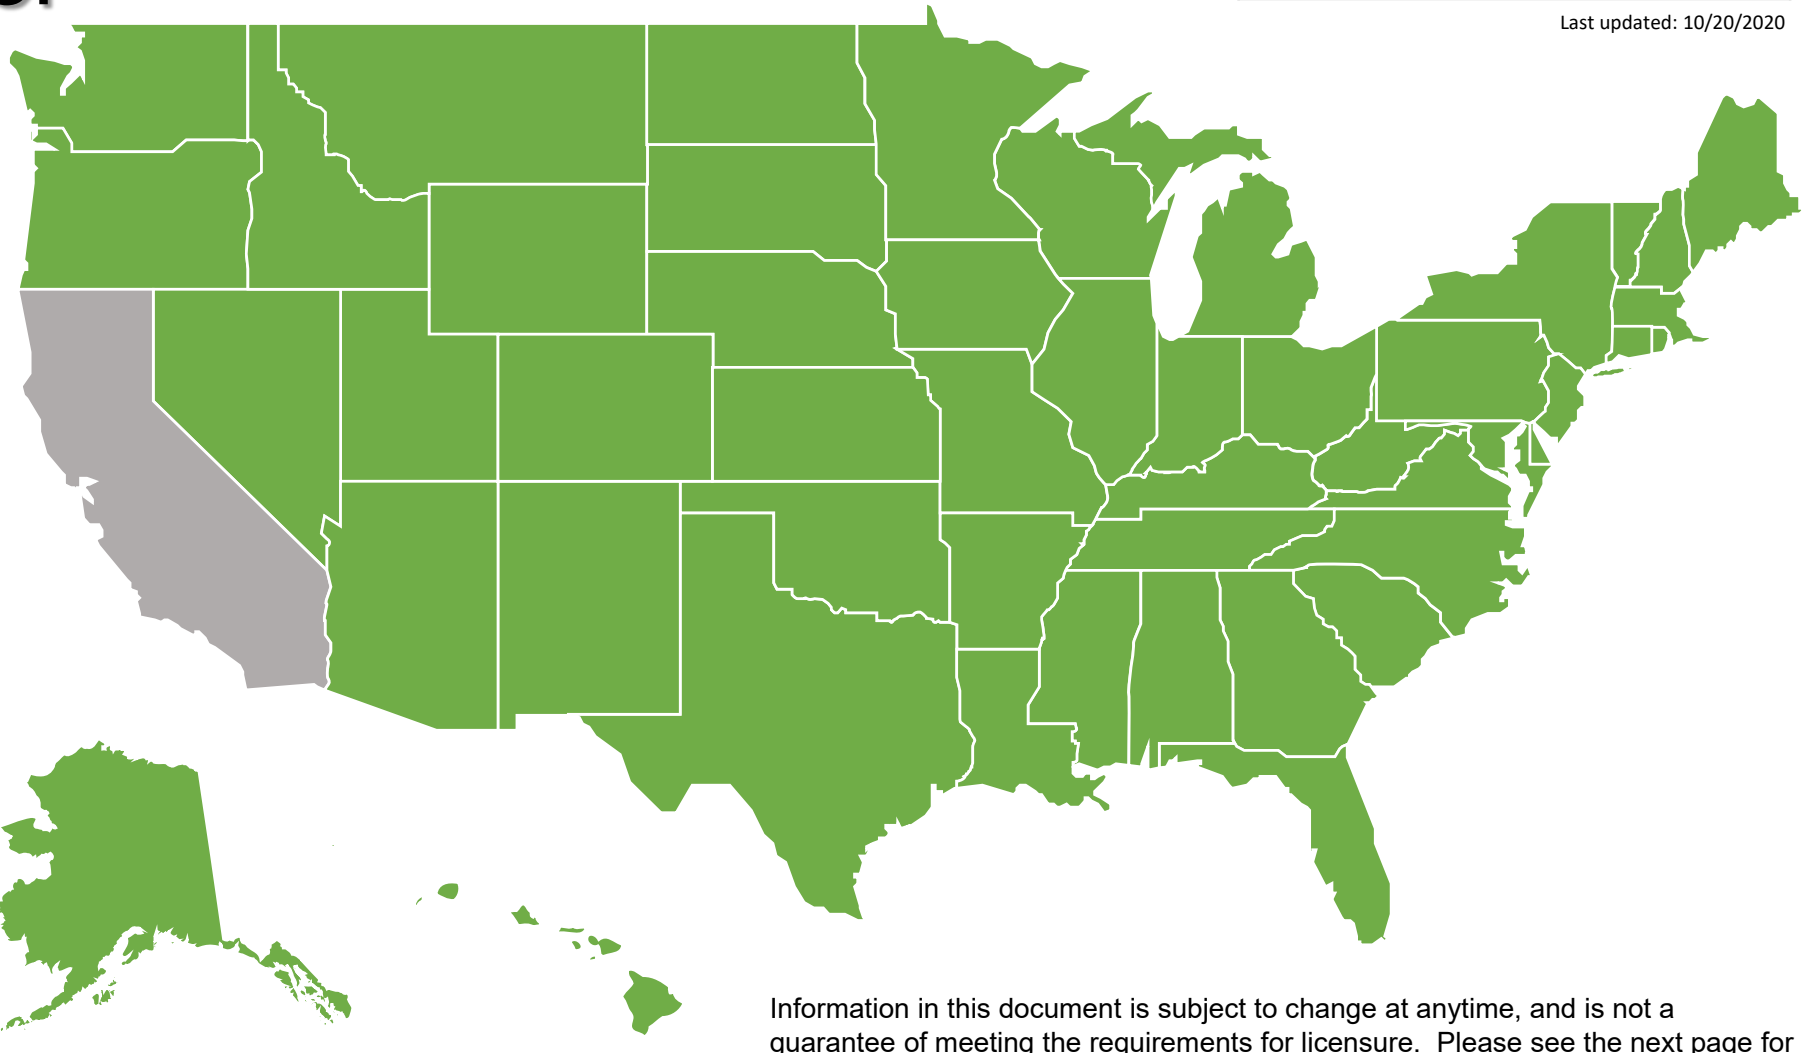 Last updated: 10/20/2020
Information in this document is subject to change at anytime, and is not a
guarantee of meeting the requirements for licensure. Please see the next page for